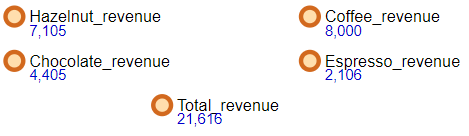 Hazelnut_revenue
7,105
Coffee_revenue
8,000
Chocolate_revenue
4,405
Espresso_revenue
2,106
Total_revenue
21,616